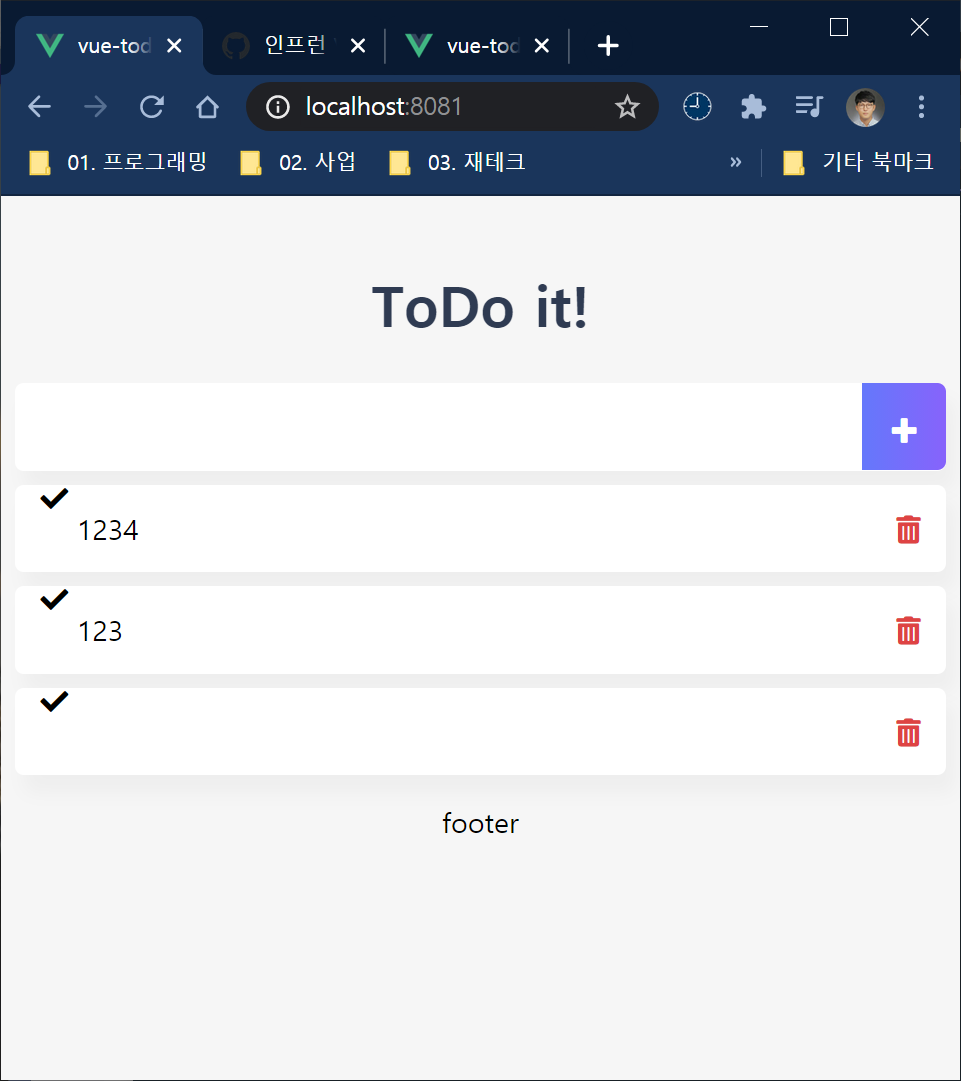 vue-tod
인프런
vue-tod
localhost:8081
01. 프로그래밍
02. 사업
03. 재테크
»
기타 북마크
ToDo it!
1234
123
footer